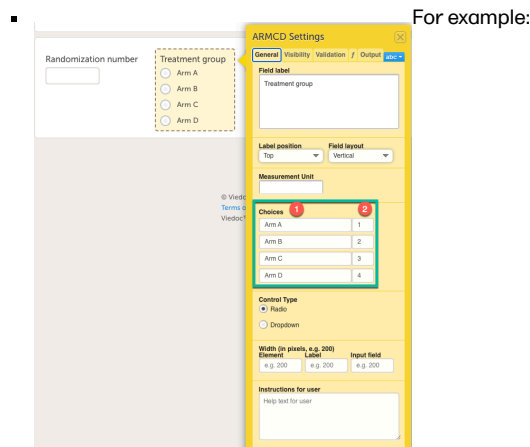 For example:
ARMCD Settings
General Visibility Validation ƒ Output abc
Randomization number
Treatment group
Arm A
Arm B
Arm C
Arm D
Field label
Treatment group
Label position Field layout
Top Vertical
Measurement Unit
© Viedo
Terms o
Viedoc
Choices 1 2
Arm A 1
Arm B 2
Arm C 3
Arm D 4
Control Type
Radio
Dropdown
Width (in pixels, e.g. 200)
Element Label Input field
e.g. 200 e.g. 200 e.g. 200
Instructions for user
Help text for user